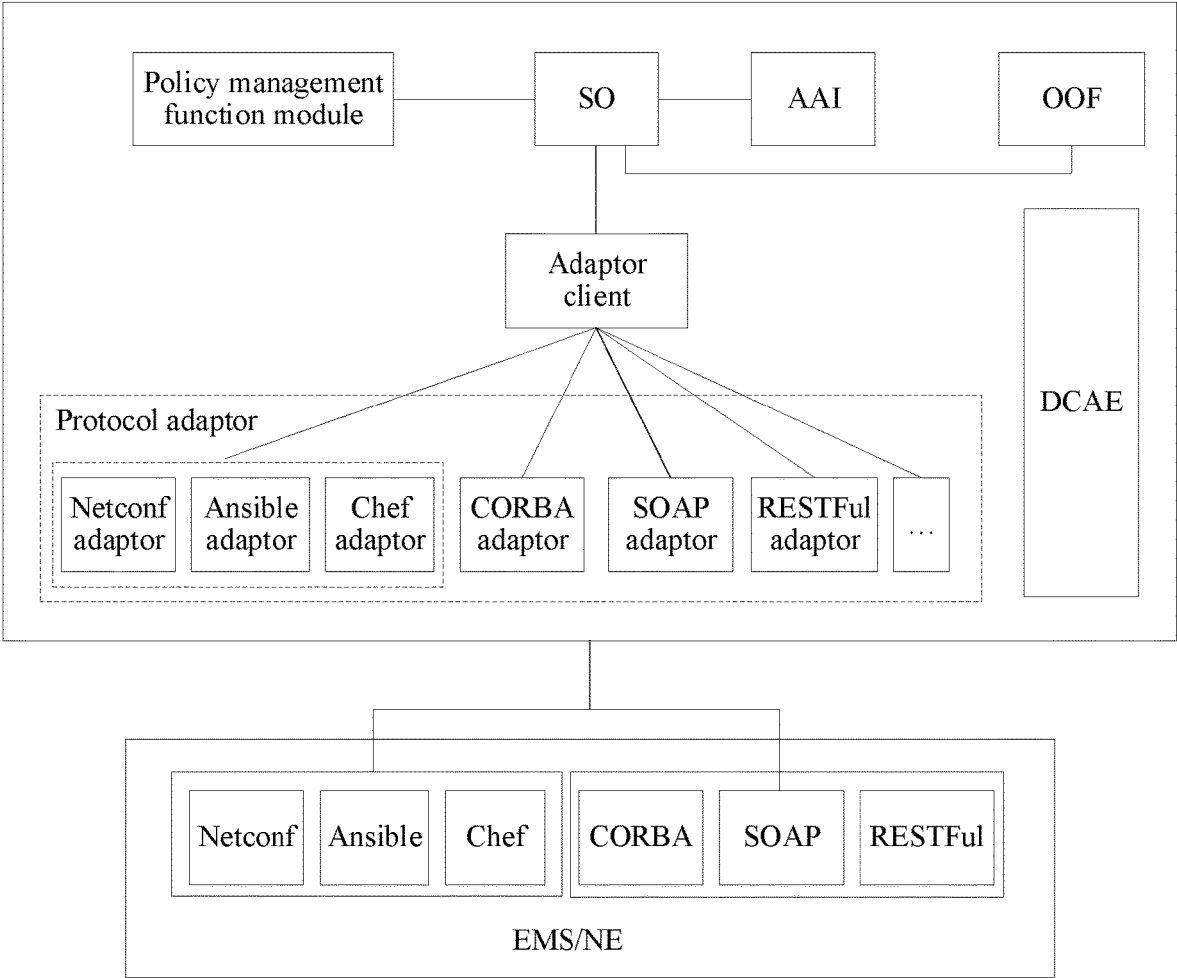 Policy management
function module
SO
AAI
OOF
Adaptor
client
DCAE
Protocol adaptor
Netconf
adaptor
Ansible
adaptor
Chef
adaptor
CORBA
adaptor
SOAP
adaptor
RESTFul
adaptor
...
Netconf
Ansible
Chef
CORBA
SOAP
RESTFul
EMS/NE